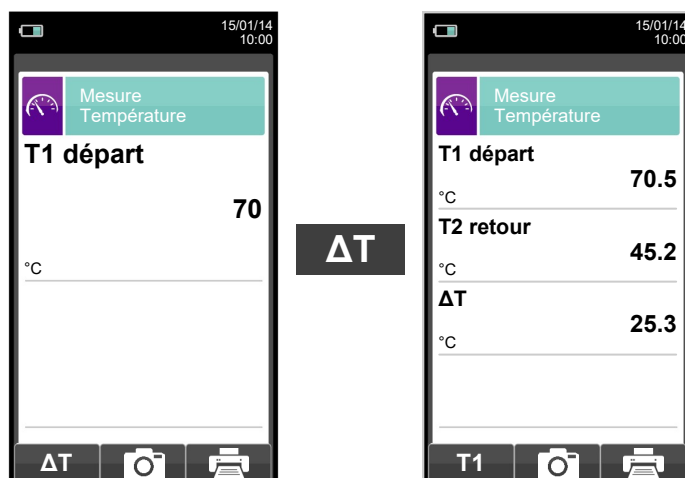 15/01/14
10:00
Mesure
Température
T1 départ
70
°C
ΔT
ΔT
15/01/14
10:00
Mesure
Température
T1 départ
70.5
°C
T2 retour
45.2
°C
ΔT
25.3
°C
T1